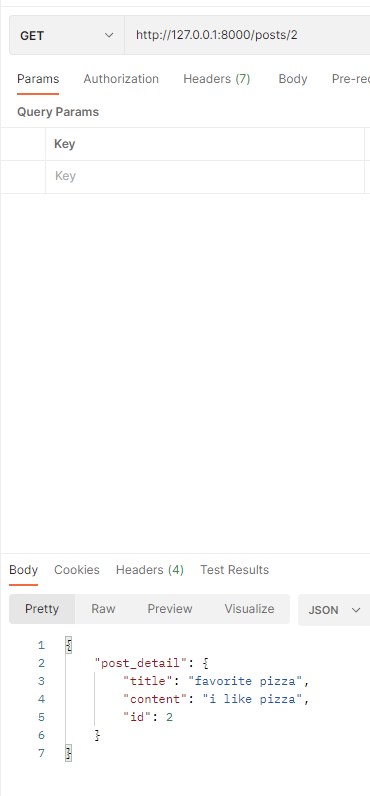 GET http://127.0.0.1:8000/posts/2
Params Authorization Headers (7) Body Pre-req
Query Params
Key
Key
Body Cookies Headers (4) Test Results
Pretty Raw Preview Visualize JSON
1 {
2 "post_detail": {
3 "title": "favorite pizza",
4 "content": "i like pizza",
5 "id": 2
6 }
7 }